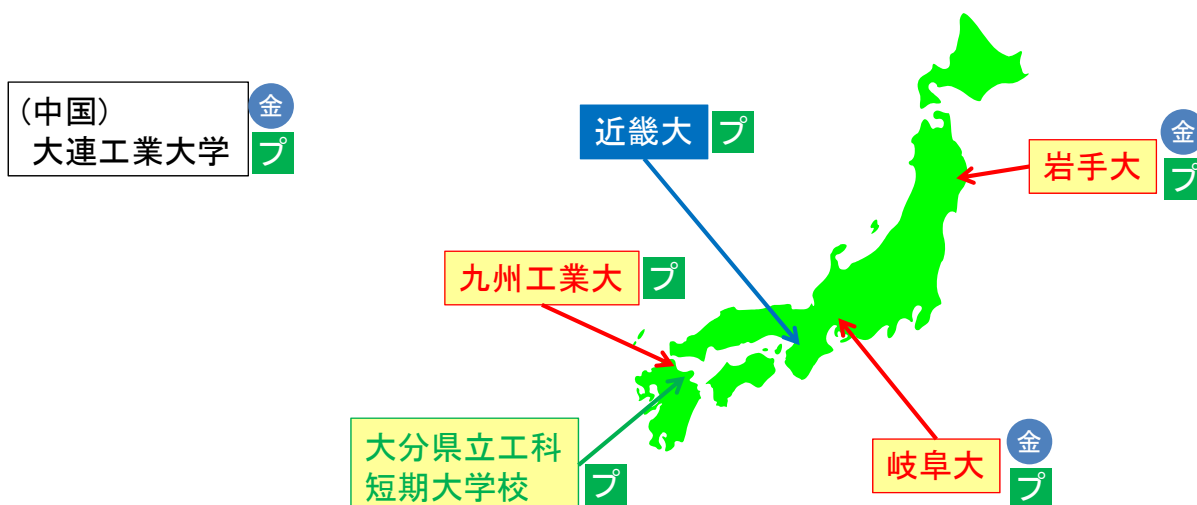 (中国)
大連工業大学
金
プ
近畿大
プ
金
岩手大
プ
九州工業大
プ
大分県立工科
短期大学校
プ
岐阜大
金
プ